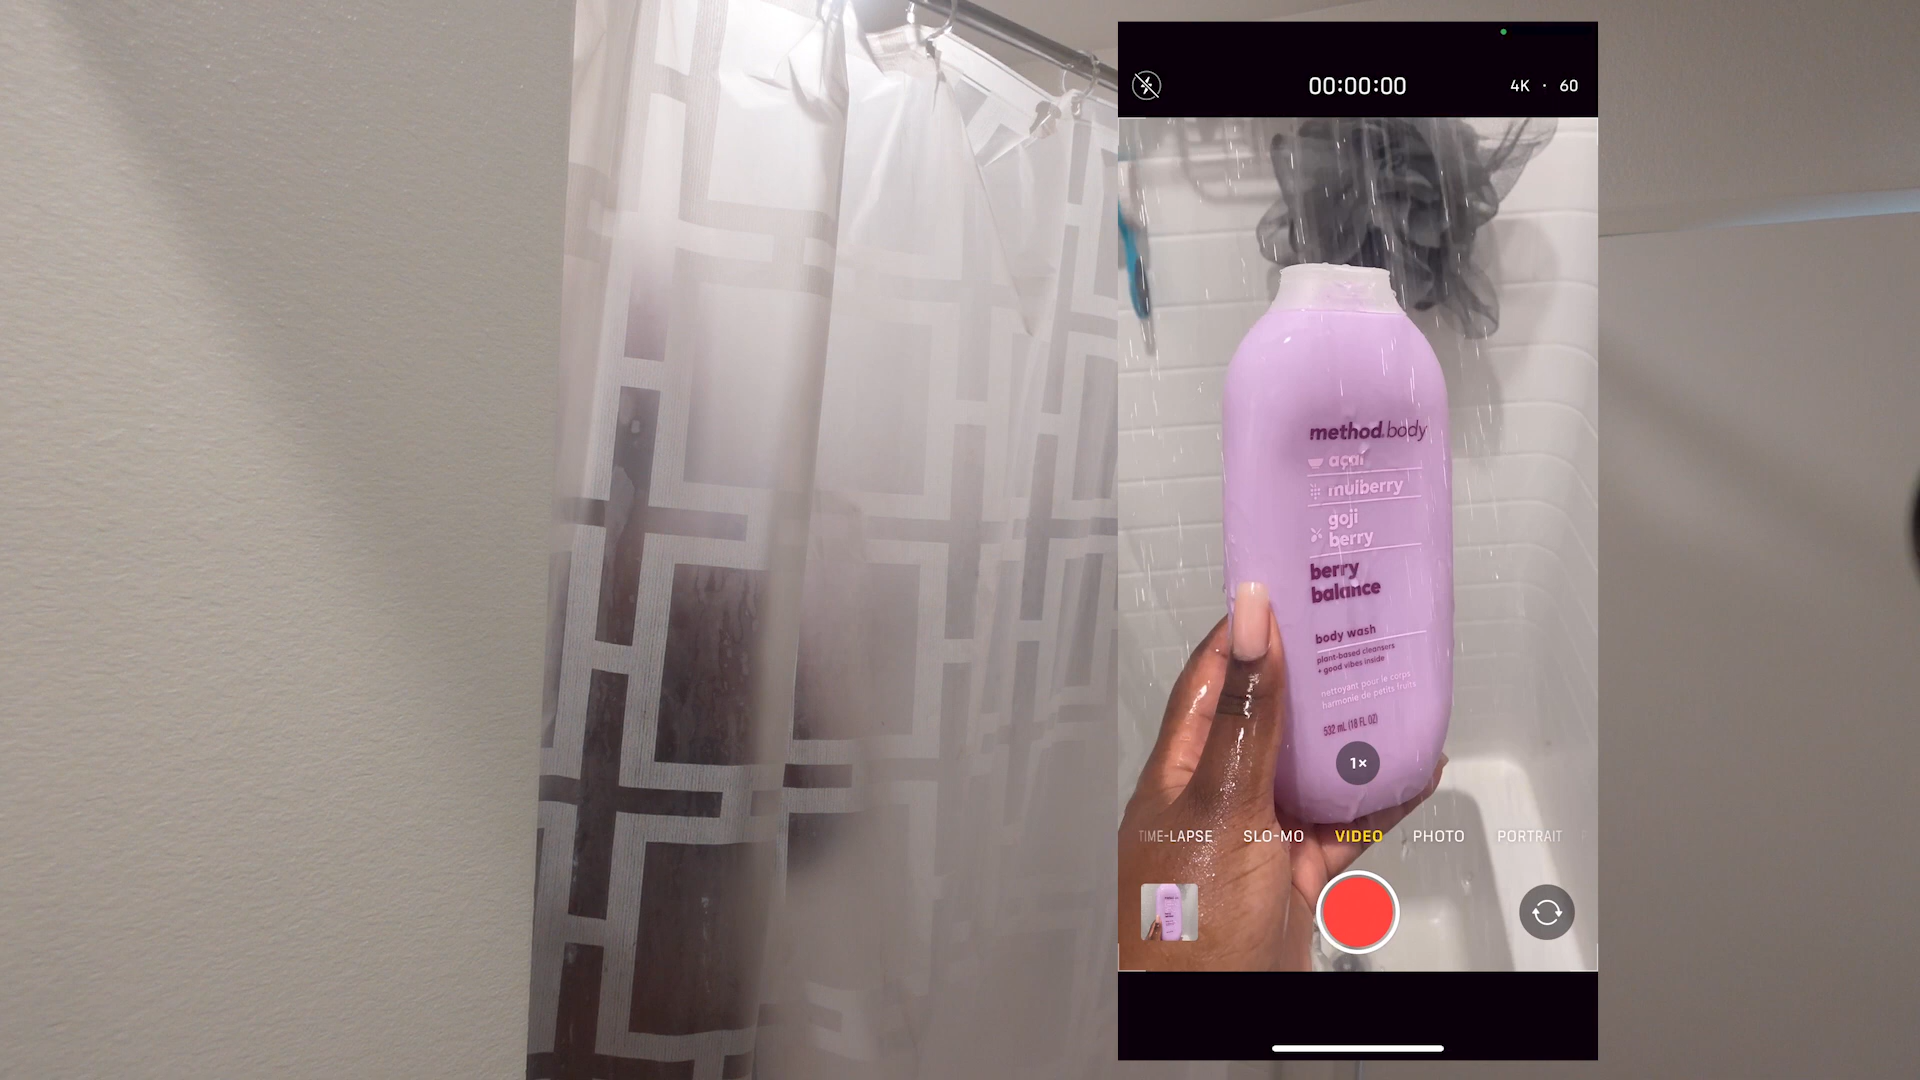 00:00:00
4K · 60
method.body
açaí
mulberry
goji
berry
berry
balance
body wash
plant-based cleansers
+ good vibes inside
nettoyant pour le corps
harmonie de petits fruits
532 mL (18 FL OZ)
1×
TIME-LAPSE SLO-MO VIDEO PHOTO PORTRAIT